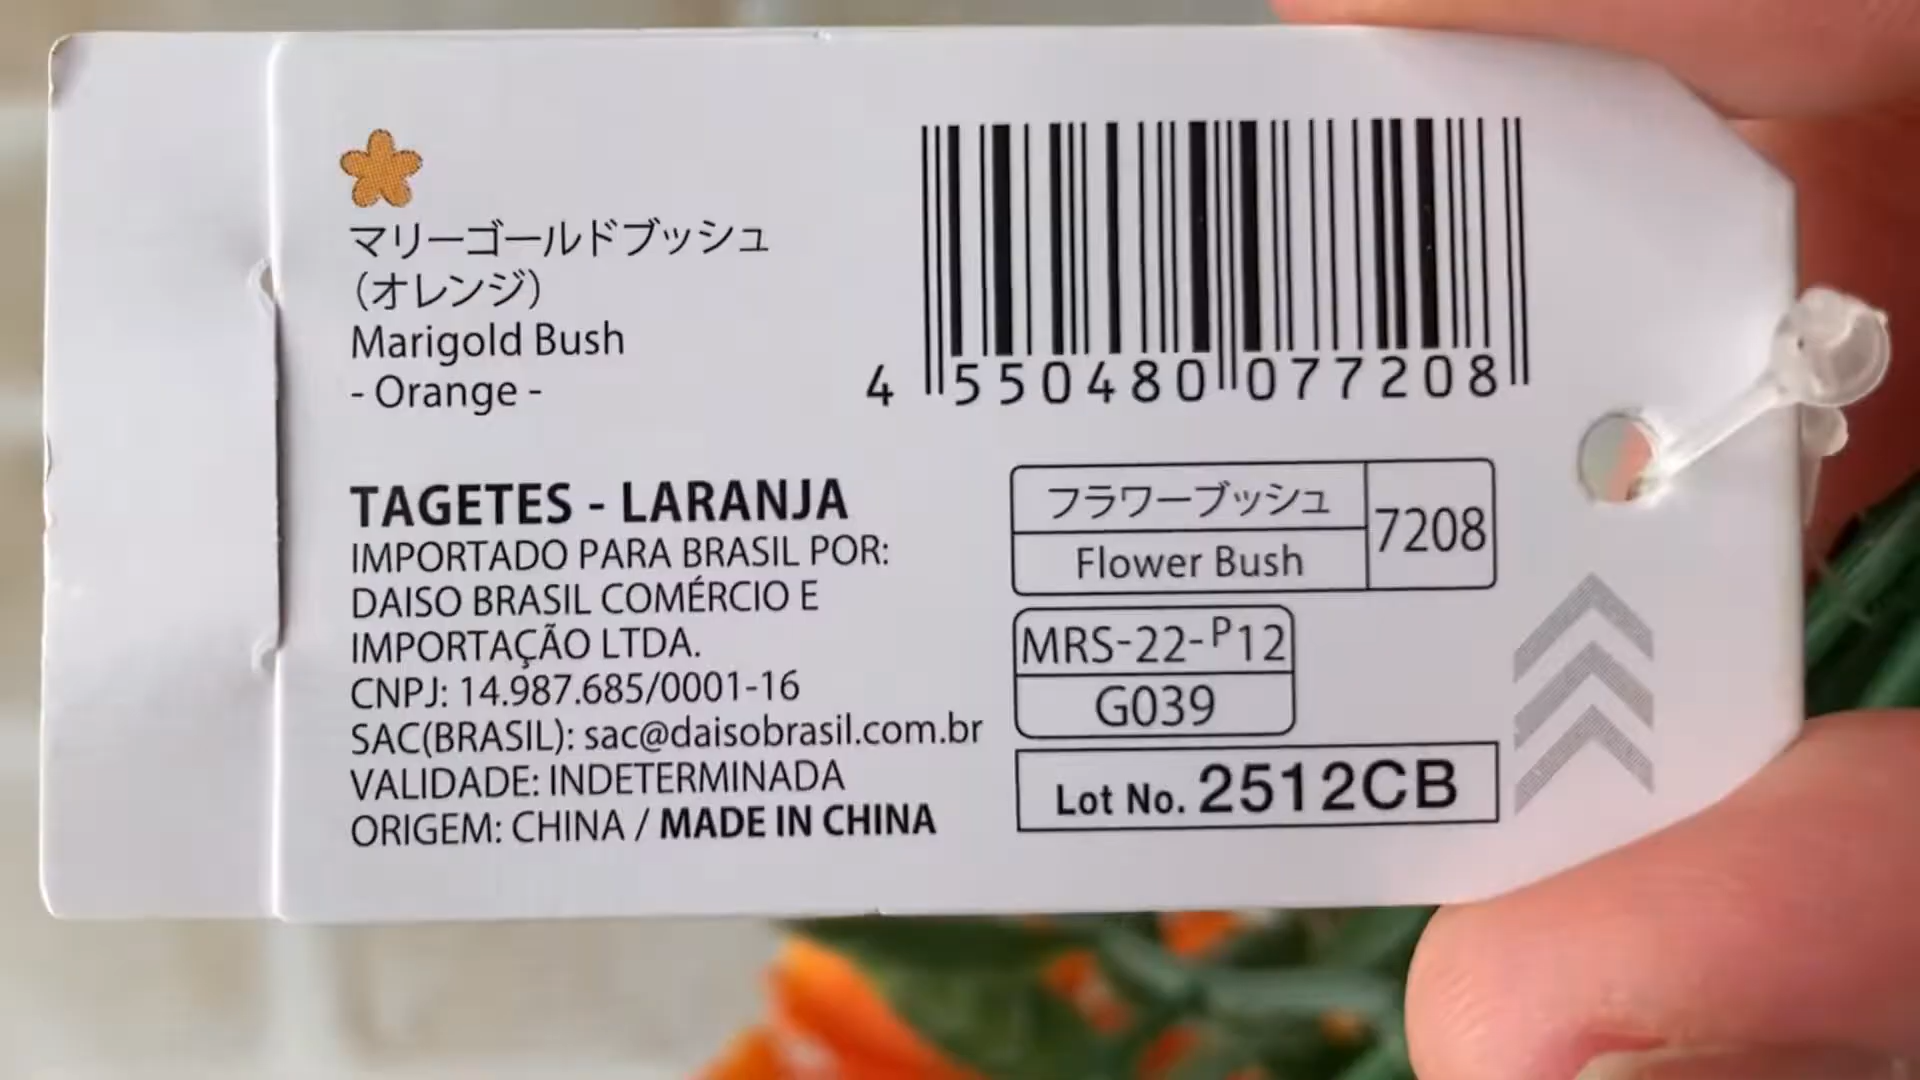 マリーゴールドブッシュ
（オレンジ）
Marigold Bush
- Orange -
4 550480 077208
TAGETES - LARANJA
IMPORTADO PARA BRASIL POR:
DAISO BRASIL COMÉRCIO E
IMPORTAÇÃO LTDA.
CNPJ: 14.987.685/0001-16
SAC(BRASIL): sac@daisobrasil.com.br
VALIDADE: INDETERMINADA
ORIGEM: CHINA / MADE IN CHINA
フラワーブッシュ
Flower Bush
7208
MRS-22-P12
G039
Lot No. 2512CB